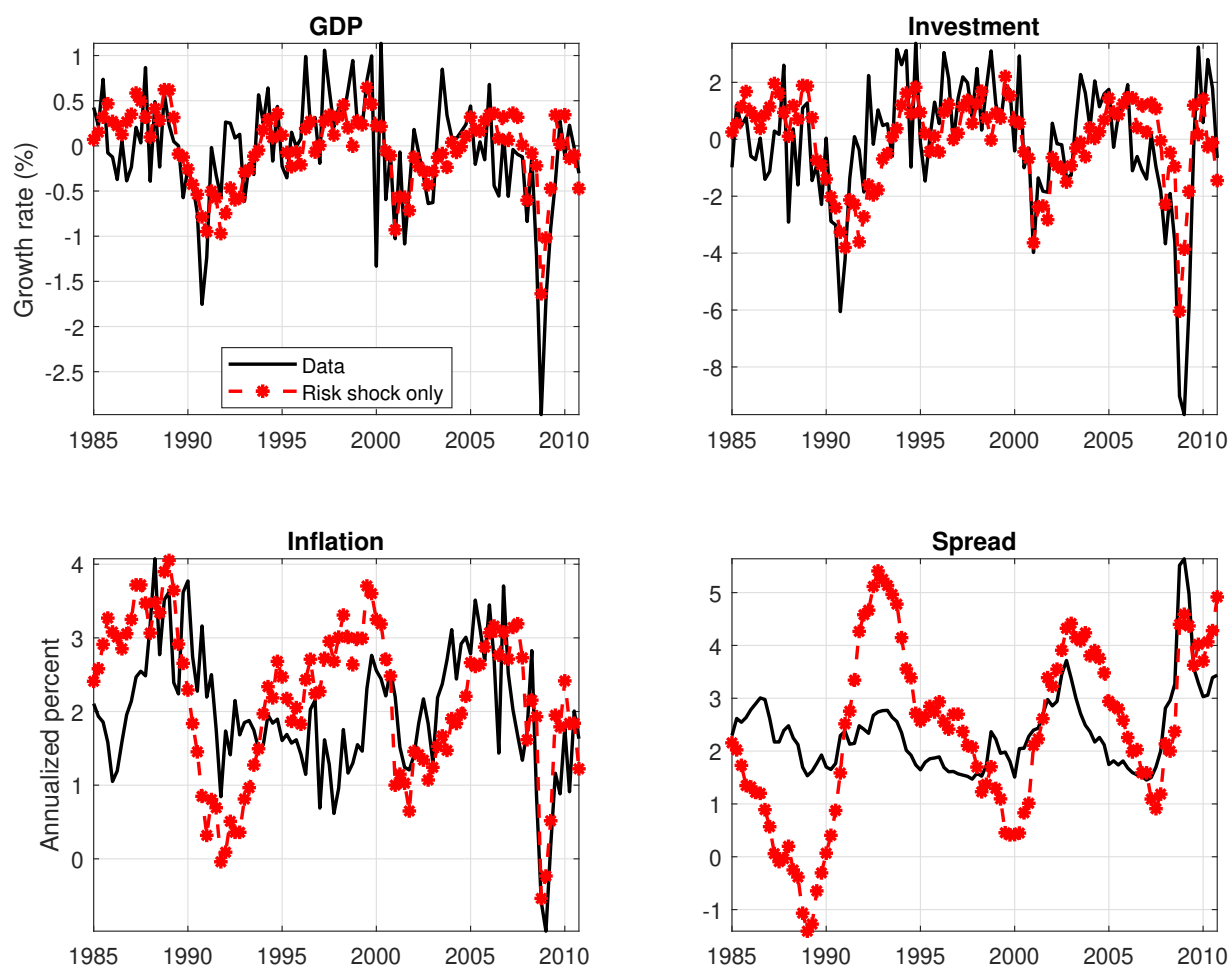 GDP
Growth rate (%)
1
0.5
0
-0.5
-1
-1.5
-2
-2.5
Data
Risk shock only
1985 1990 1995 2000 2005 2010
Investment
2
0
-2
-4
-6
-8
1985 1990 1995 2000 2005 2010
Inflation
Annualized percent
4
3
2
1
0
1985 1990 1995 2000 2005 2010
Spread
5
4
3
2
1
0
-1
1985 1990 1995 2000 2005 2010